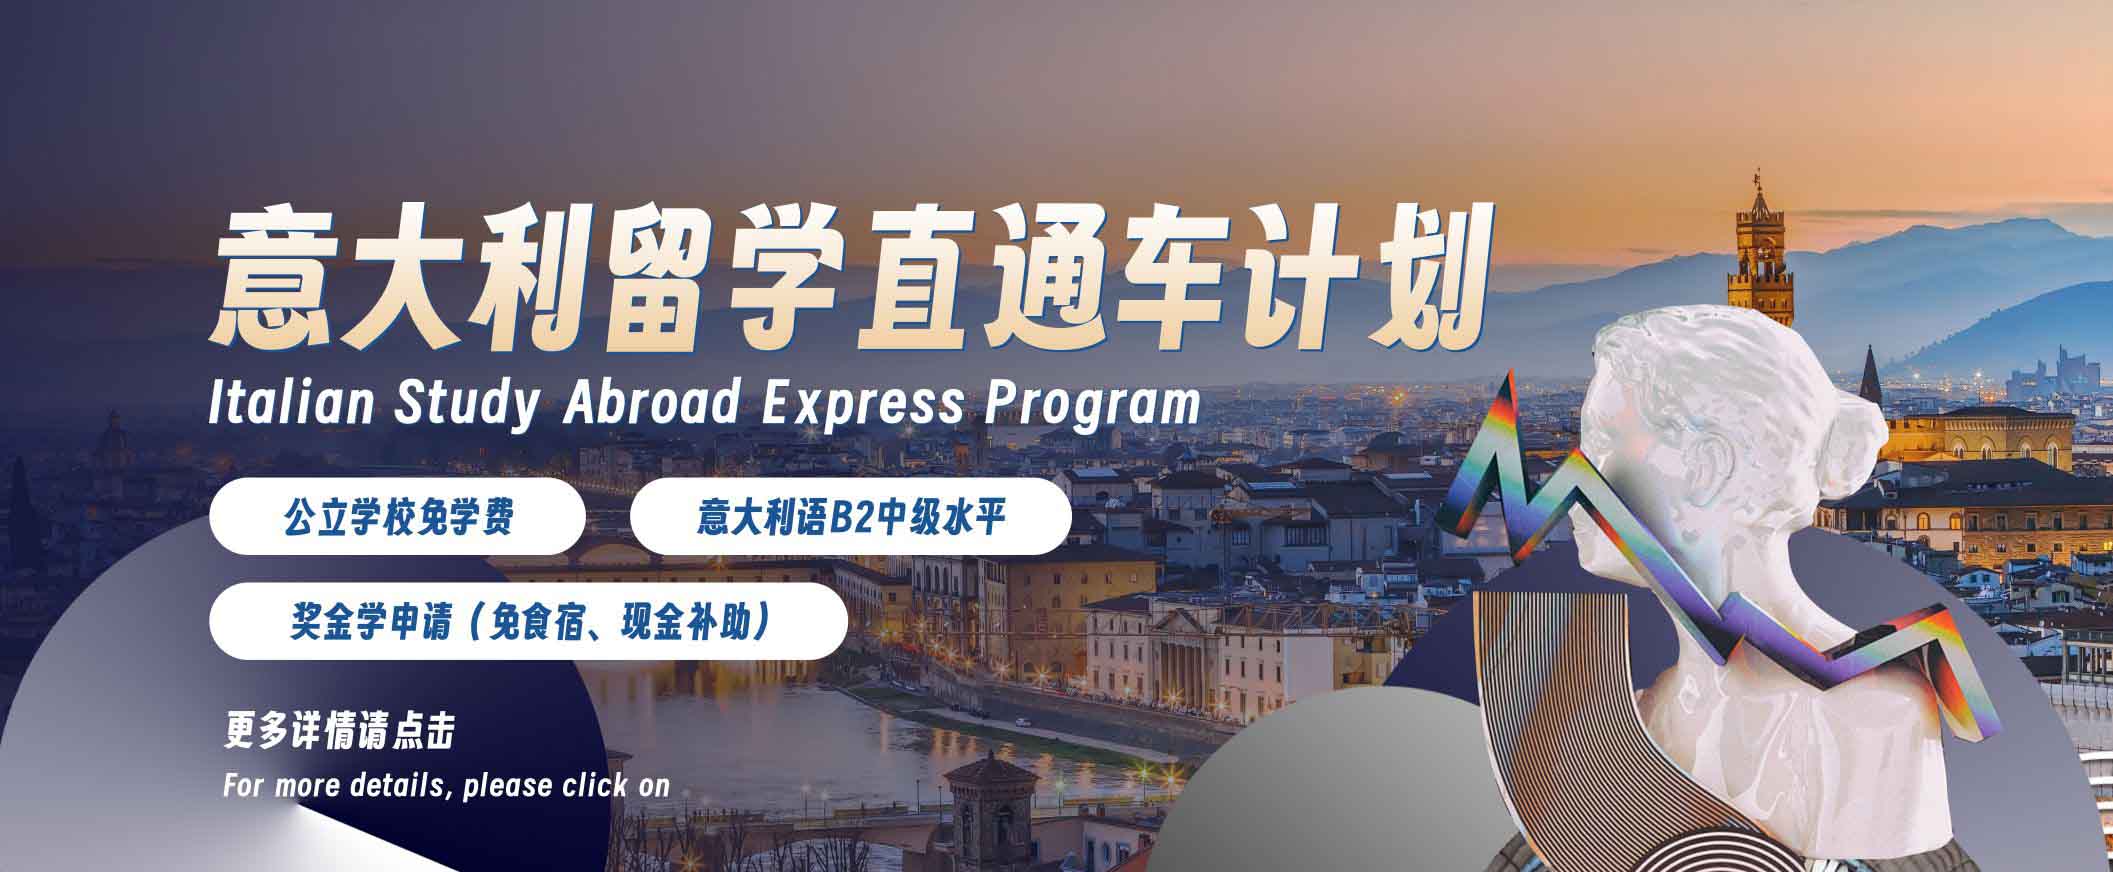 意大利留学直通车计划
Italian Study Abroad Express Program
公立学校免学费
意大利语B2中级水平
奖金学申请（免食宿、现金补助）
更多详情请点击
For more details, please click on